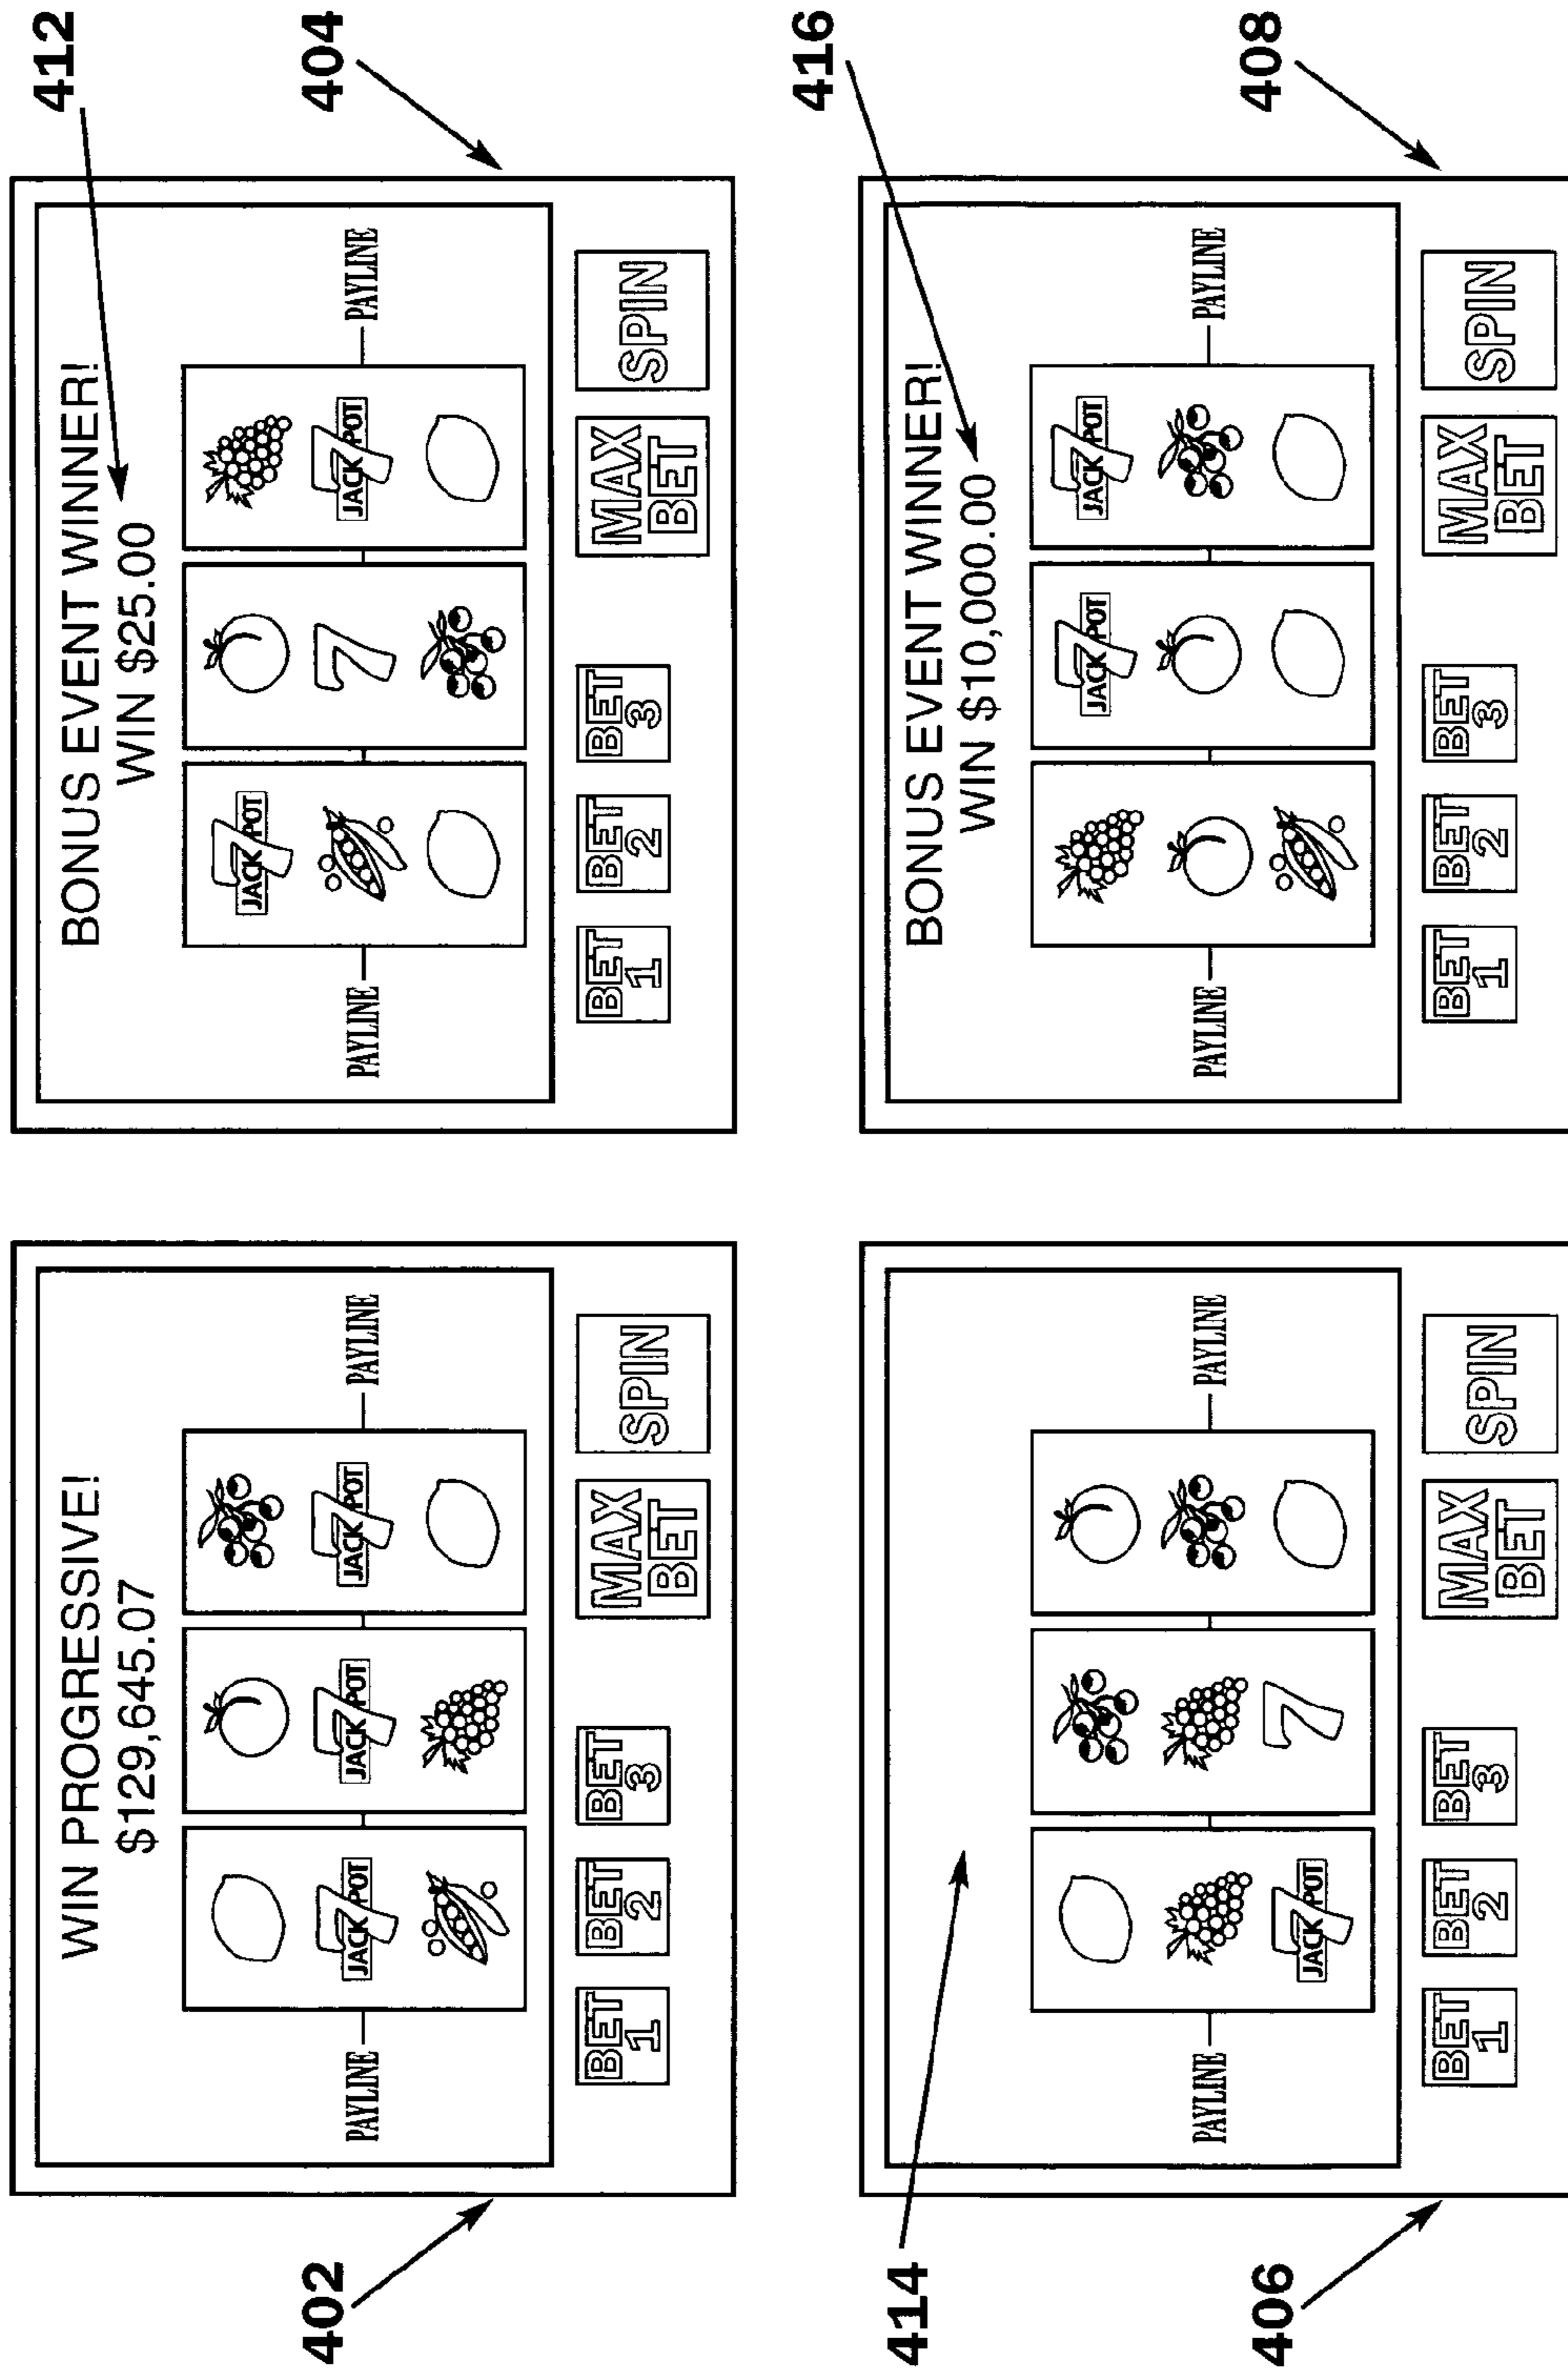 402
WIN PROGRESSIVE!
$129,645.07
JACKPOT
PAYLINE
JACKPOT
JACKPOT
PAYLINE
BET 1
BET 2
BET 3
MAX BET
SPIN
412
404
BONUS EVENT WINNER!
WIN $25.00
JACKPOT
PAYLINE
7
JACKPOT
PAYLINE
BET 1
BET 2
BET 3
MAX BET
SPIN
414
406
PAYLINE
PAYLINE
JACKPOT
7
BET 1
BET 2
BET 3
MAX BET
SPIN
416
408
BONUS EVENT WINNER!
WIN $10,000.00
JACKPOT
JACKPOT
PAYLINE
PAYLINE
BET 1
BET 2
BET 3
MAX BET
SPIN